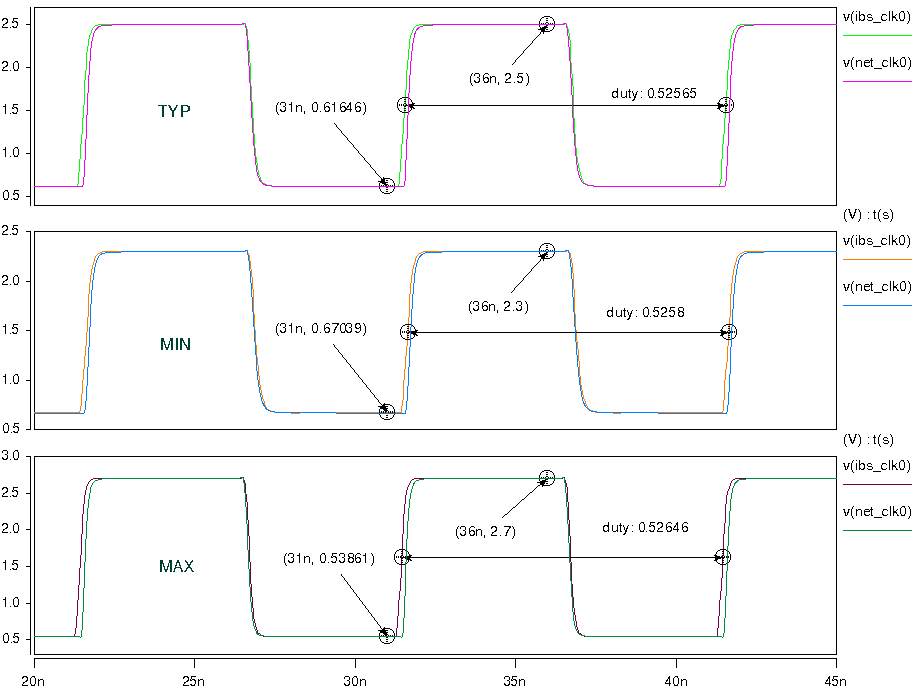 2.5
v(ibs_clk0)
2.0
v(net_clk0)
(36n, 2.5)
(31n, 0.61646)
duty: 0.52565
1.5
TYP
1.0
0.5
(V) : t(s)
2.5
v(ibs_clk0)
2.0
v(net_clk0)
(36n, 2.3)
(31n, 0.67039)
duty: 0.5258
1.5
MIN
1.0
0.5
(V) : t(s)
3.0
v(ibs_clk0)
2.5
v(net_clk0)
(36n, 2.7)
duty: 0.52646
2.0
(31n, 0.53861)
1.5
MAX
1.0
0.5
20n 25n 30n 35n 40n 45n